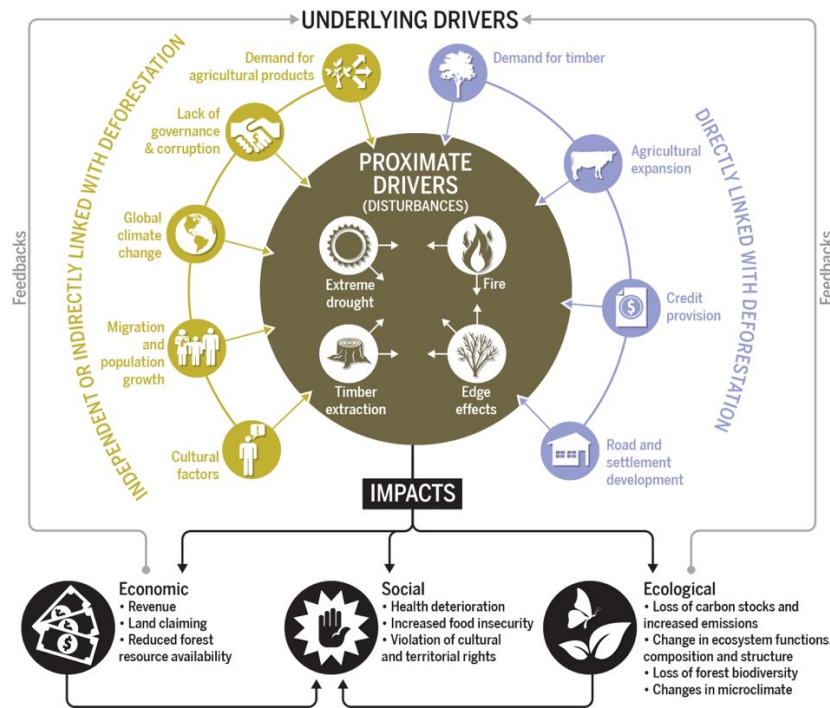 UNDERLYING DRIVERS
Feedbacks
Feedbacks
INDEPENDENT OR INDIRECTLY LINKED WITH DEFORESTATION
DIRECTLY LINKED WITH DEFORESTATION
Demand for
agricultural products
Lack of
governance
& corruption
Global
climate
change
Migration
and
population
growth
Cultural
factors
Demand for timber
Agricultural
expansion
$
Credit
provision
Road and
settlement
development
PROXIMATE
DRIVERS
(DISTURBANCES)
Extreme
drought
Fire
Timber
extraction
Edge
effects
IMPACTS
$
Economic
• Revenue
• Land claiming
• Reduced forest
resource availability
Social
• Health deterioration
• Increased food insecurity
• Violation of cultural
and territorial rights
Ecological
• Loss of carbon stocks and
increased emissions
• Change in ecosystem functions,
composition and structure
• Loss of forest biodiversity
• Changes in microclimate